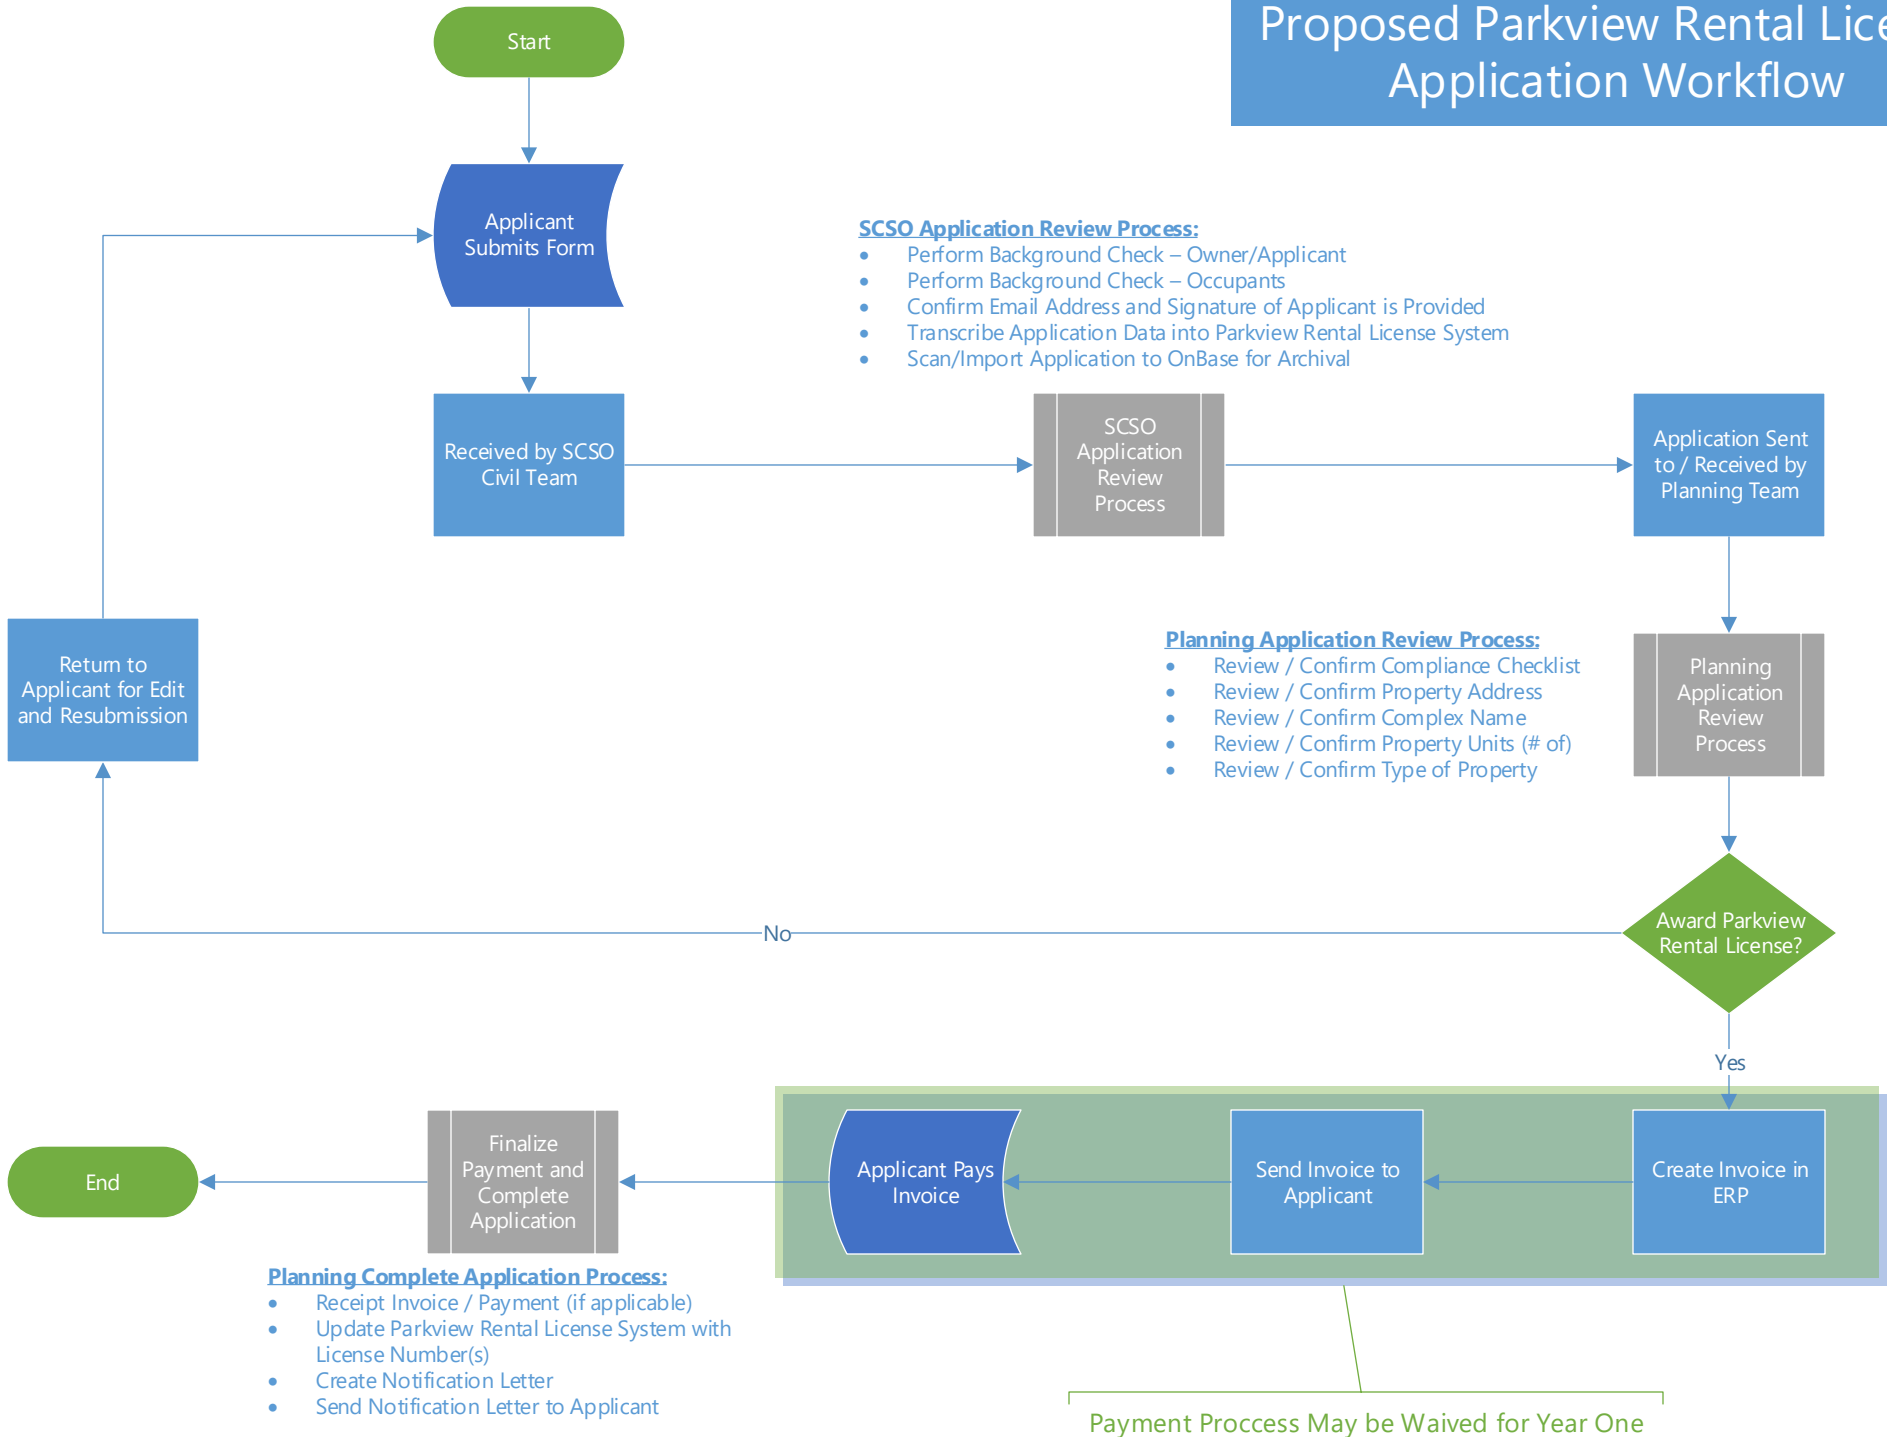 Proposed Parkview Rental Lice
Application Workflow
Start
Applicant
Submits Form
SCSO Application Review Process:
• Perform Background Check – Owner/Applicant
• Perform Background Check – Occupants
• Confirm Email Address and Signature of Applicant is Provided
• Transcribe Application Data into Parkview Rental License System
• Scan/Import Application to OnBase for Archival
Received by SCSO
Civil Team
SCSO
Application
Review
Process
Application Sent
to / Received by
Planning Team
Return to
Applicant for Edit
and Resubmission
Planning Application Review Process:
• Review / Confirm Compliance Checklist
• Review / Confirm Property Address
• Review / Confirm Complex Name
• Review / Confirm Property Units (# of)
• Review / Confirm Type of Property
Planning
Application
Review
Process
Award Parkview
Rental License?
No
Yes
End
Finalize
Payment and
Complete
Application
Applicant Pays
Invoice
Send Invoice to
Applicant
Create Invoice in
ERP
Planning Complete Application Process:
• Receipt Invoice / Payment (if applicable)
• Update Parkview Rental License System with
License Number(s)
• Create Notification Letter
• Send Notification Letter to Applicant
Payment Proccess May be Waived for Year One